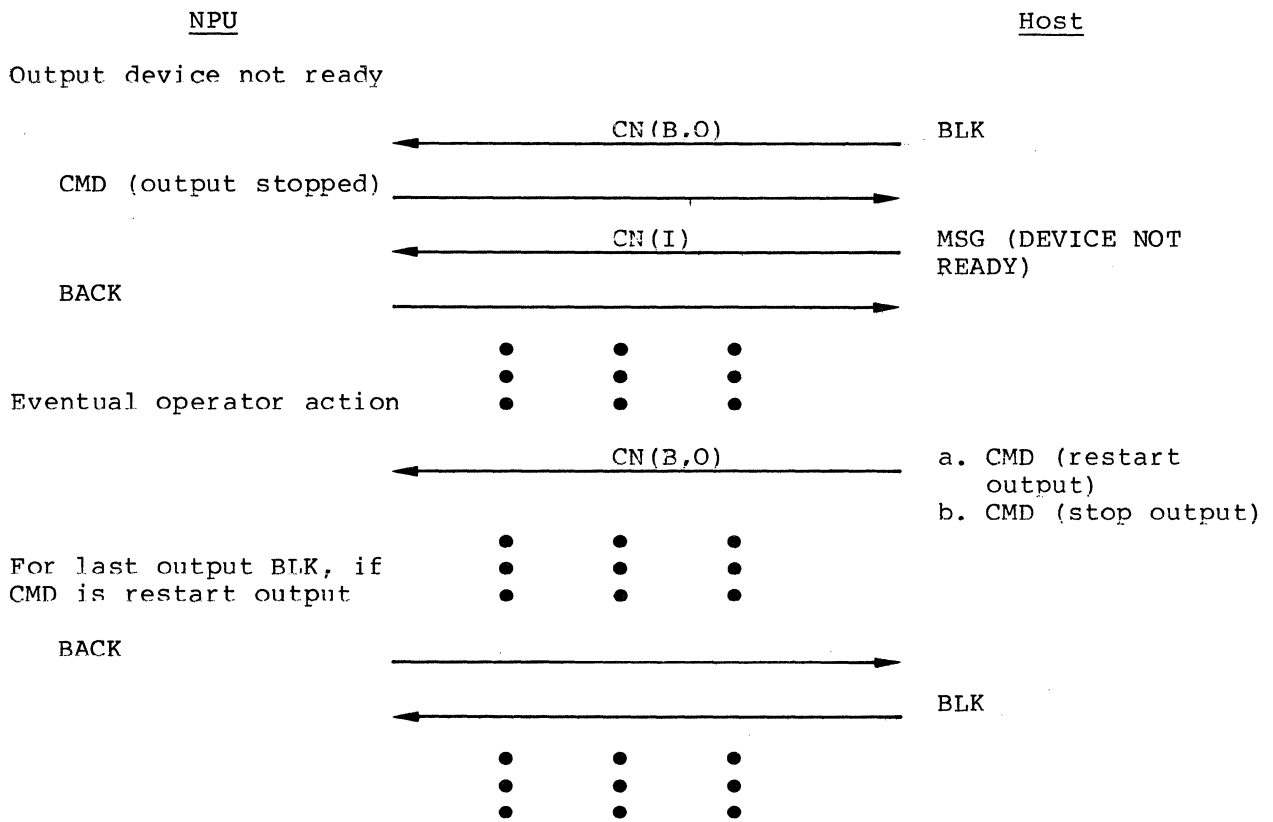 NPU Host
Output device not ready
CN(B.O) BLK
CMD (output stopped)
CN(I) MSG (DEVICE NOT
READY)
BACK
Eventual operator action
CN(B,O) a. CMD (restart
output)
b. CMD (stop output)
For last output BLK, if
CMD is restart output
BACK
BLK